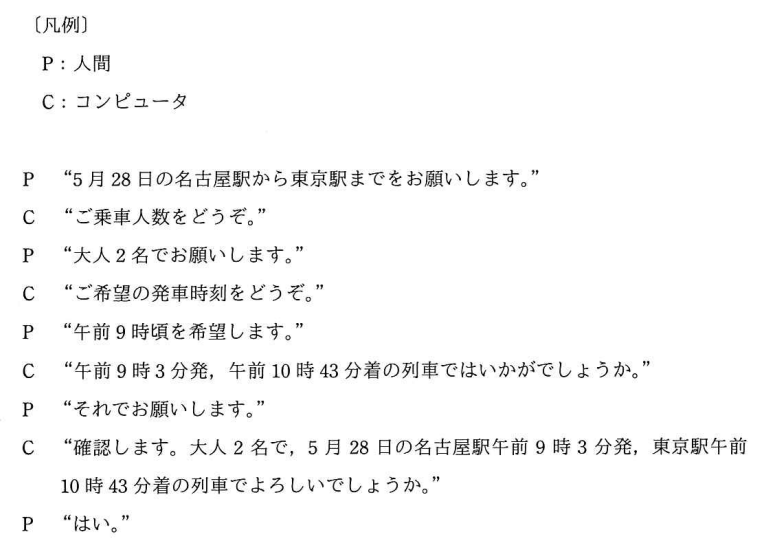 〔凡例〕
P：人間
C：コンピュータ
P “5月28日の名古屋駅から東京駅までをお願いします。”
C “ご乗車人数をどうぞ。”
P “大人2名でお願いします。”
C “ご希望の発車時刻をどうぞ。”
P “午前9時頃を希望します。”
C “午前9時3分発，午前10時43分着の列車ではいかがでしょうか。”
P “それでお願いします。”
C “確認します。大人2名で，5月28日の名古屋駅午前9時3分発，東京駅午前
10時43分着の列車でよろしいでしょうか。”
P “はい。”